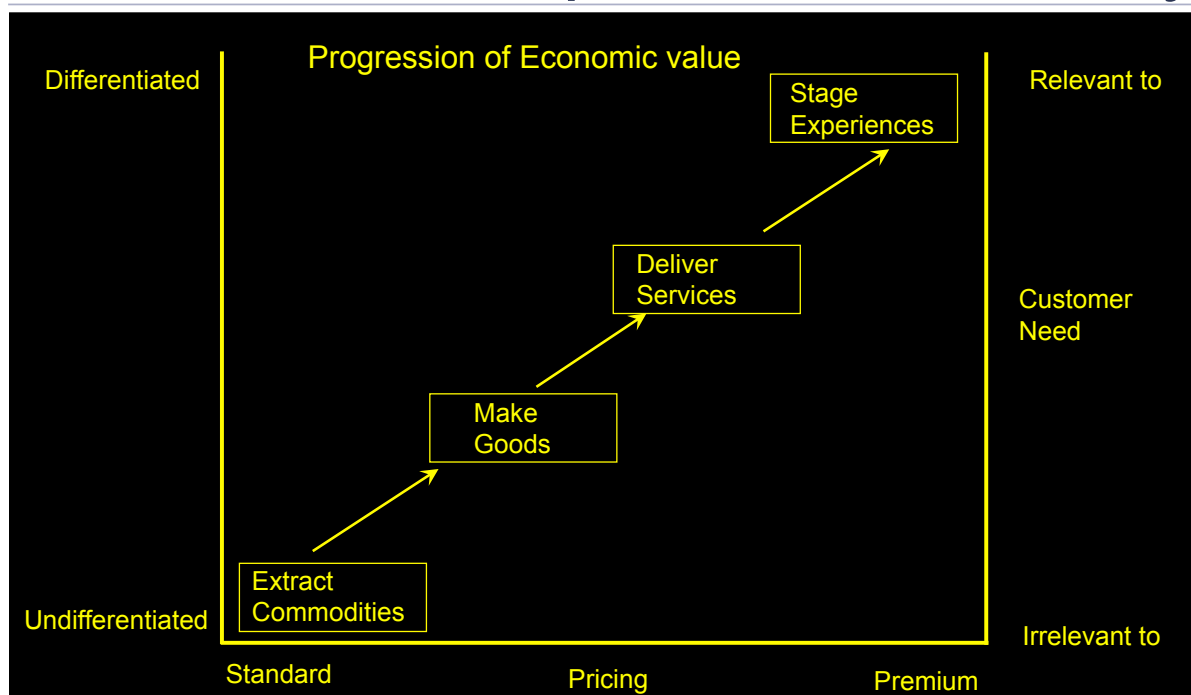 Progression of Economic value
Differentiated
Stage
Experiences
Relevant to
Deliver
Services
Customer
Need
Make
Goods
Extract
Commodities
Undifferentiated
Irrelevant to
Standard
Pricing
Premium